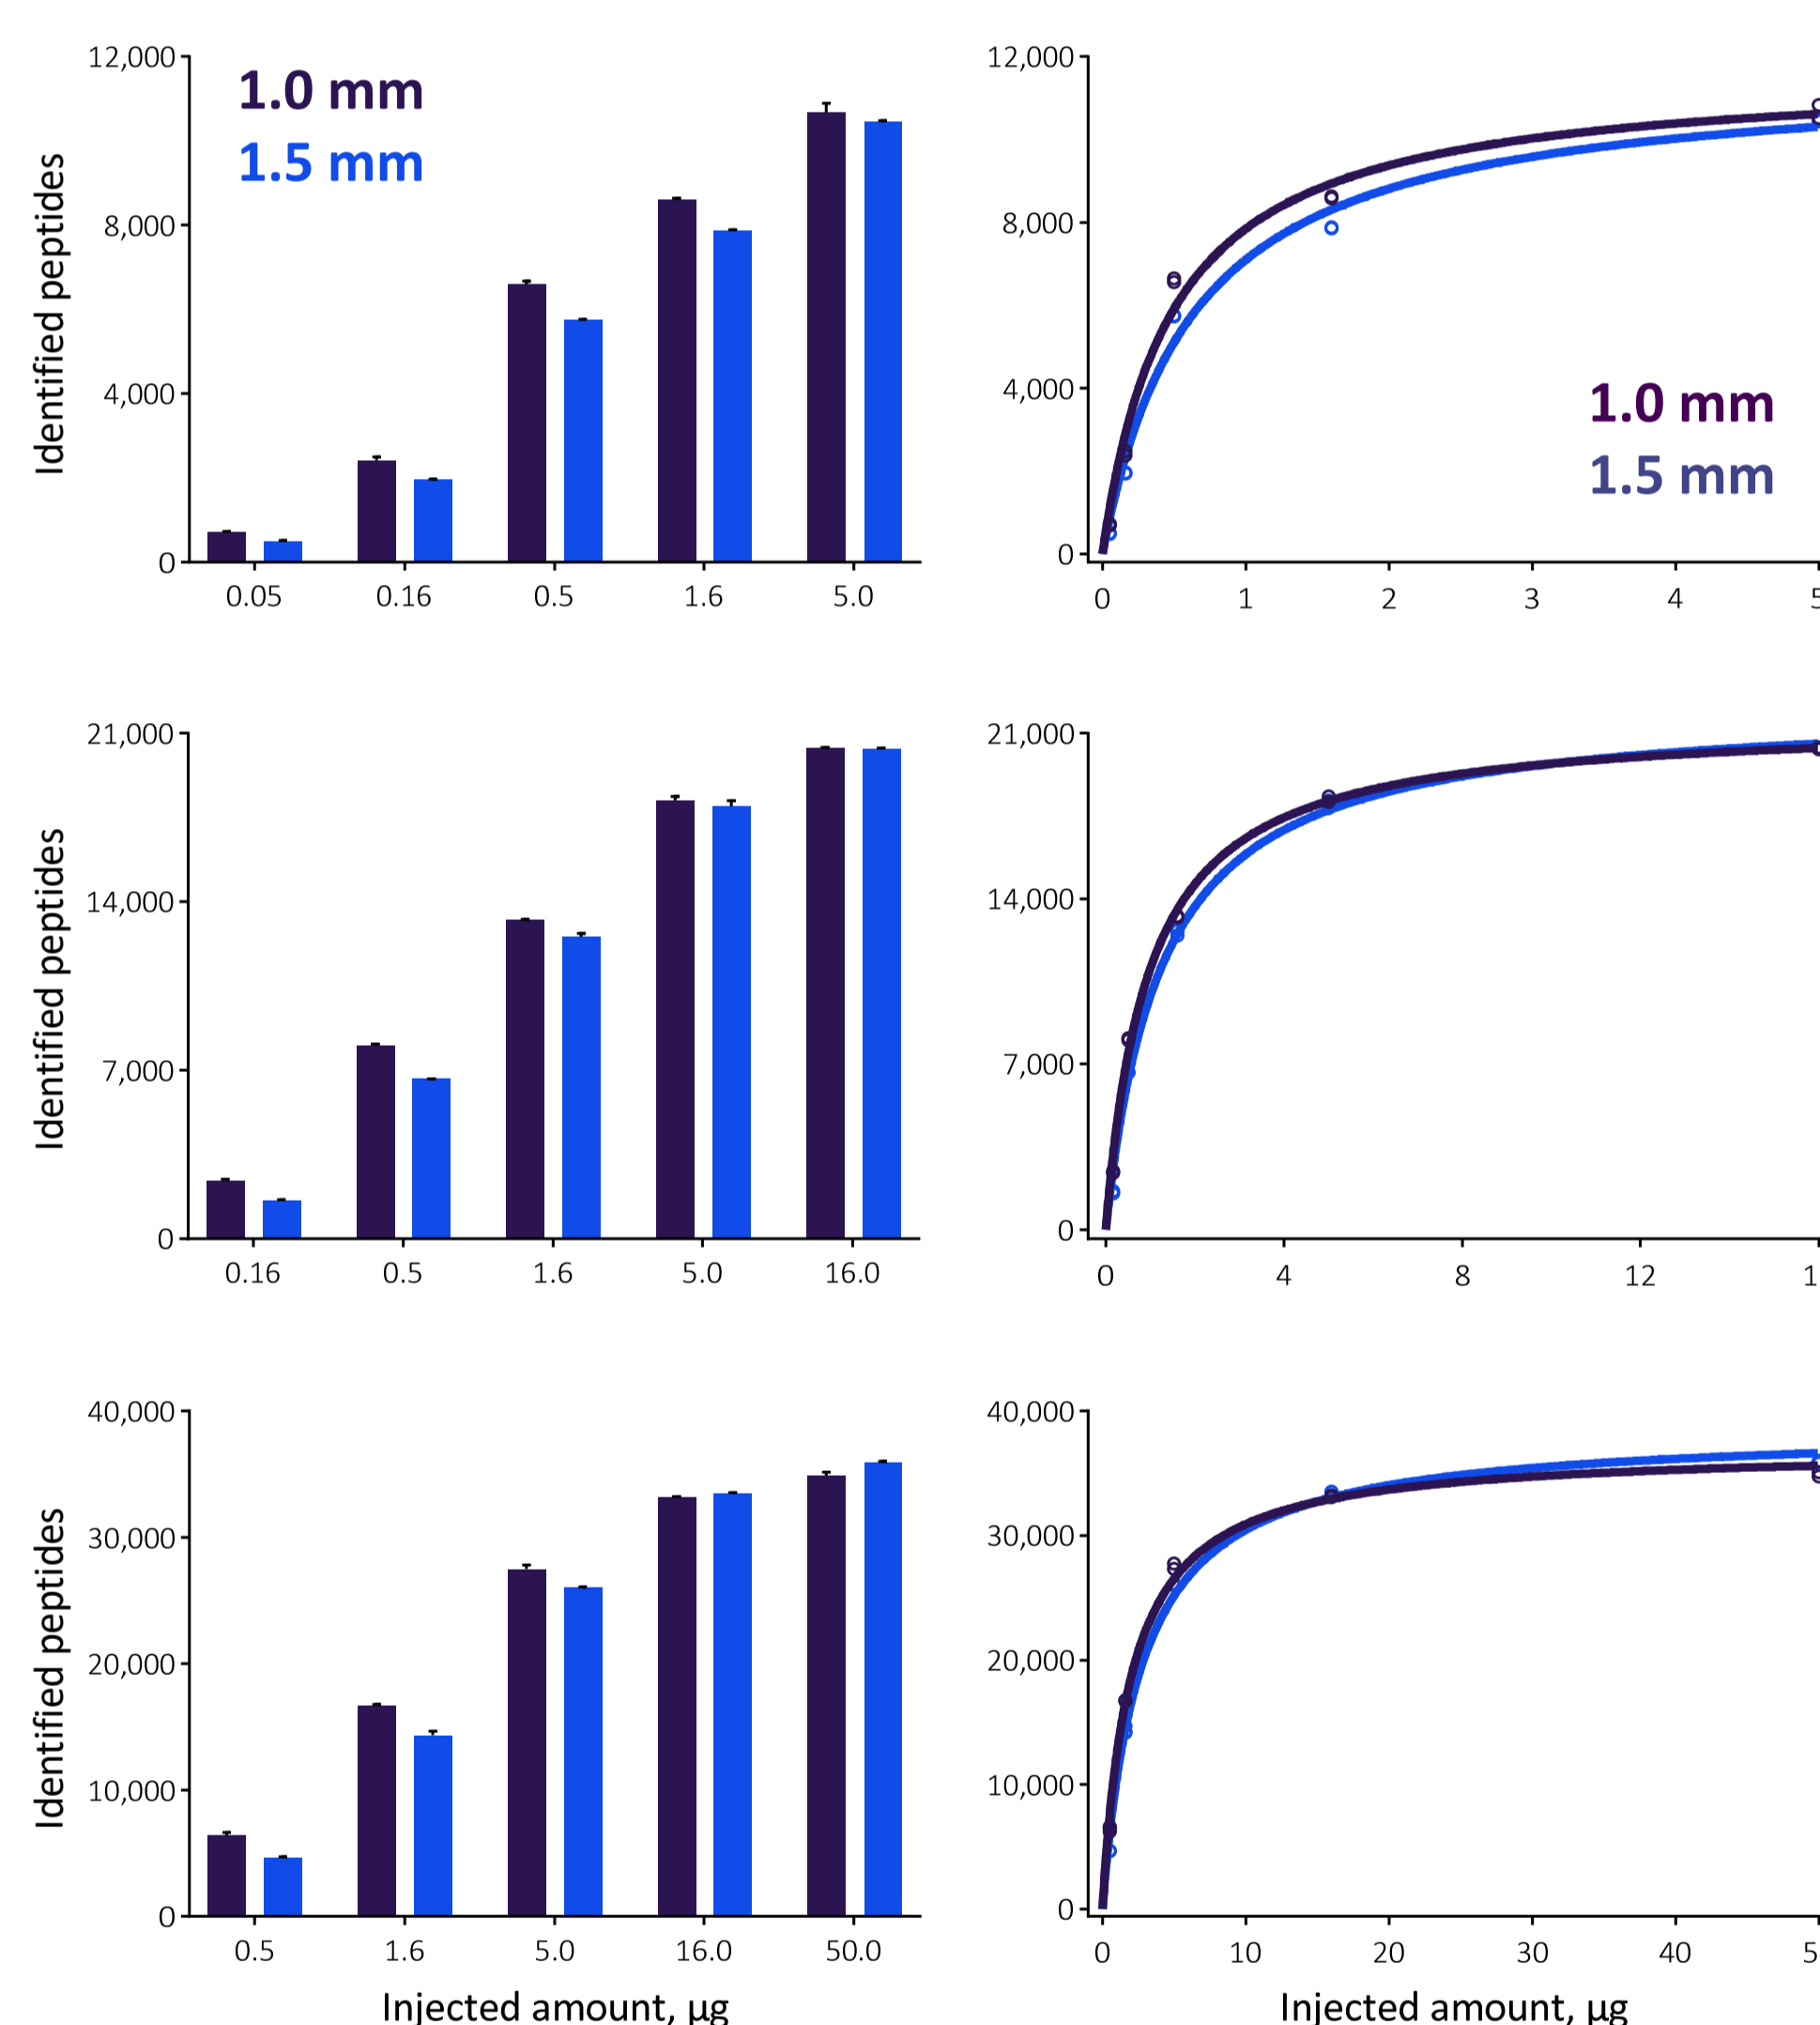 12,000
8,000
4,000
0
Identified peptides
1.0 mm
1.5 mm
0.05 0.16 0.5 1.6 5.0
12,000
8,000
4,000
0
1.0 mm
1.5 mm
0 1 2 3 4 5
21,000
14,000
7,000
0
Identified peptides
0.16 0.5 1.6 5.0 16.0
21,000
14,000
7,000
0
0 4 8 12 1
40,000
30,000
20,000
10,000
0
Identified peptides
0.5 1.6 5.0 16.0 50.0
Injected amount, µg
40,000
30,000
20,000
10,000
0
0 10 20 30 40 5
Injected amount, µg